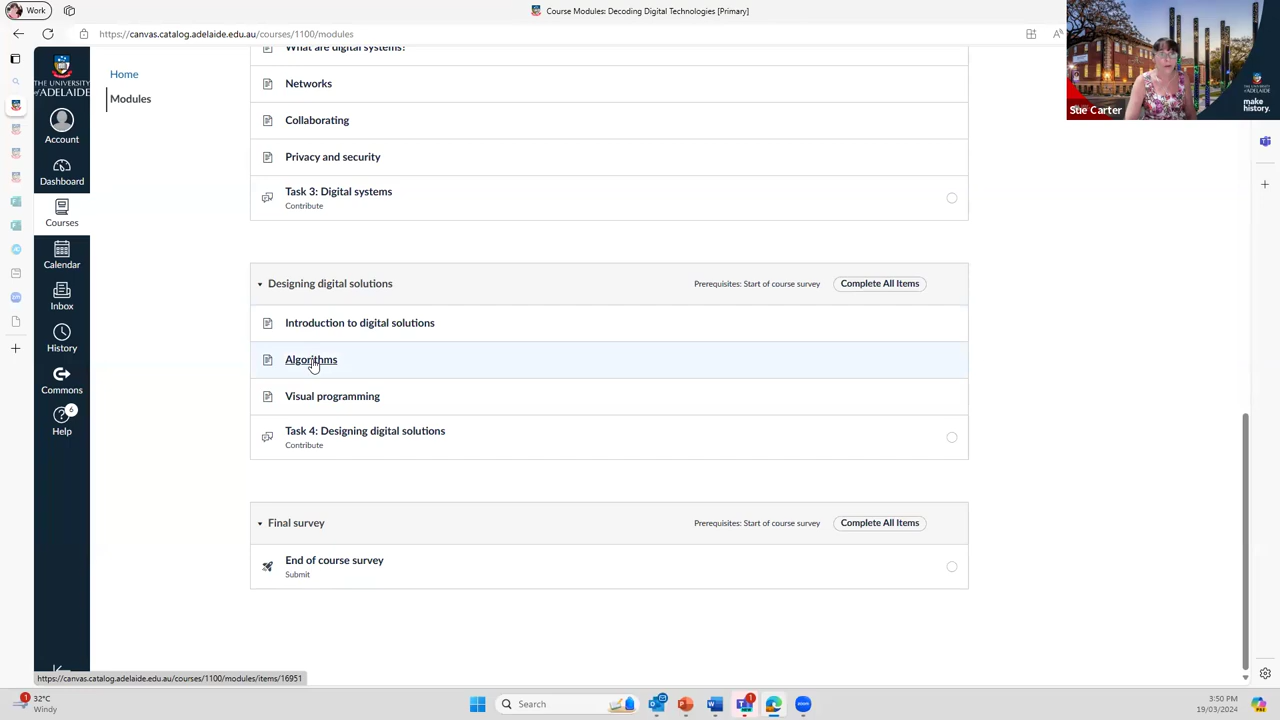 Work
Course Modules: Decoding Digital Technologies [Primary]
https://canvas.catalog.adelaide.edu.au/courses/1100/modules
THE UNIVERSITY
of ADELAIDE
Account
Dashboard
Courses
Calendar
Inbox
History
Commons
6
Help
Home
Modules
What are digital systems?
Networks
Collaborating
Privacy and security
Task 3: Digital systems
Contribute
Designing digital solutions
Prerequisites: Start of course survey
Complete All Items
Introduction to digital solutions
Algorithms
Visual programming
Task 4: Designing digital solutions
Contribute
Final survey
Prerequisites: Start of course survey
Complete All Items
End of course survey
Submit
Sue Carter
make
history.
https://canvas.catalog.adelaide.edu.au/courses/1100/modules/items/16951
1
32°C
Windy
Search
1
zoom
3:50 PM
19/03/2024